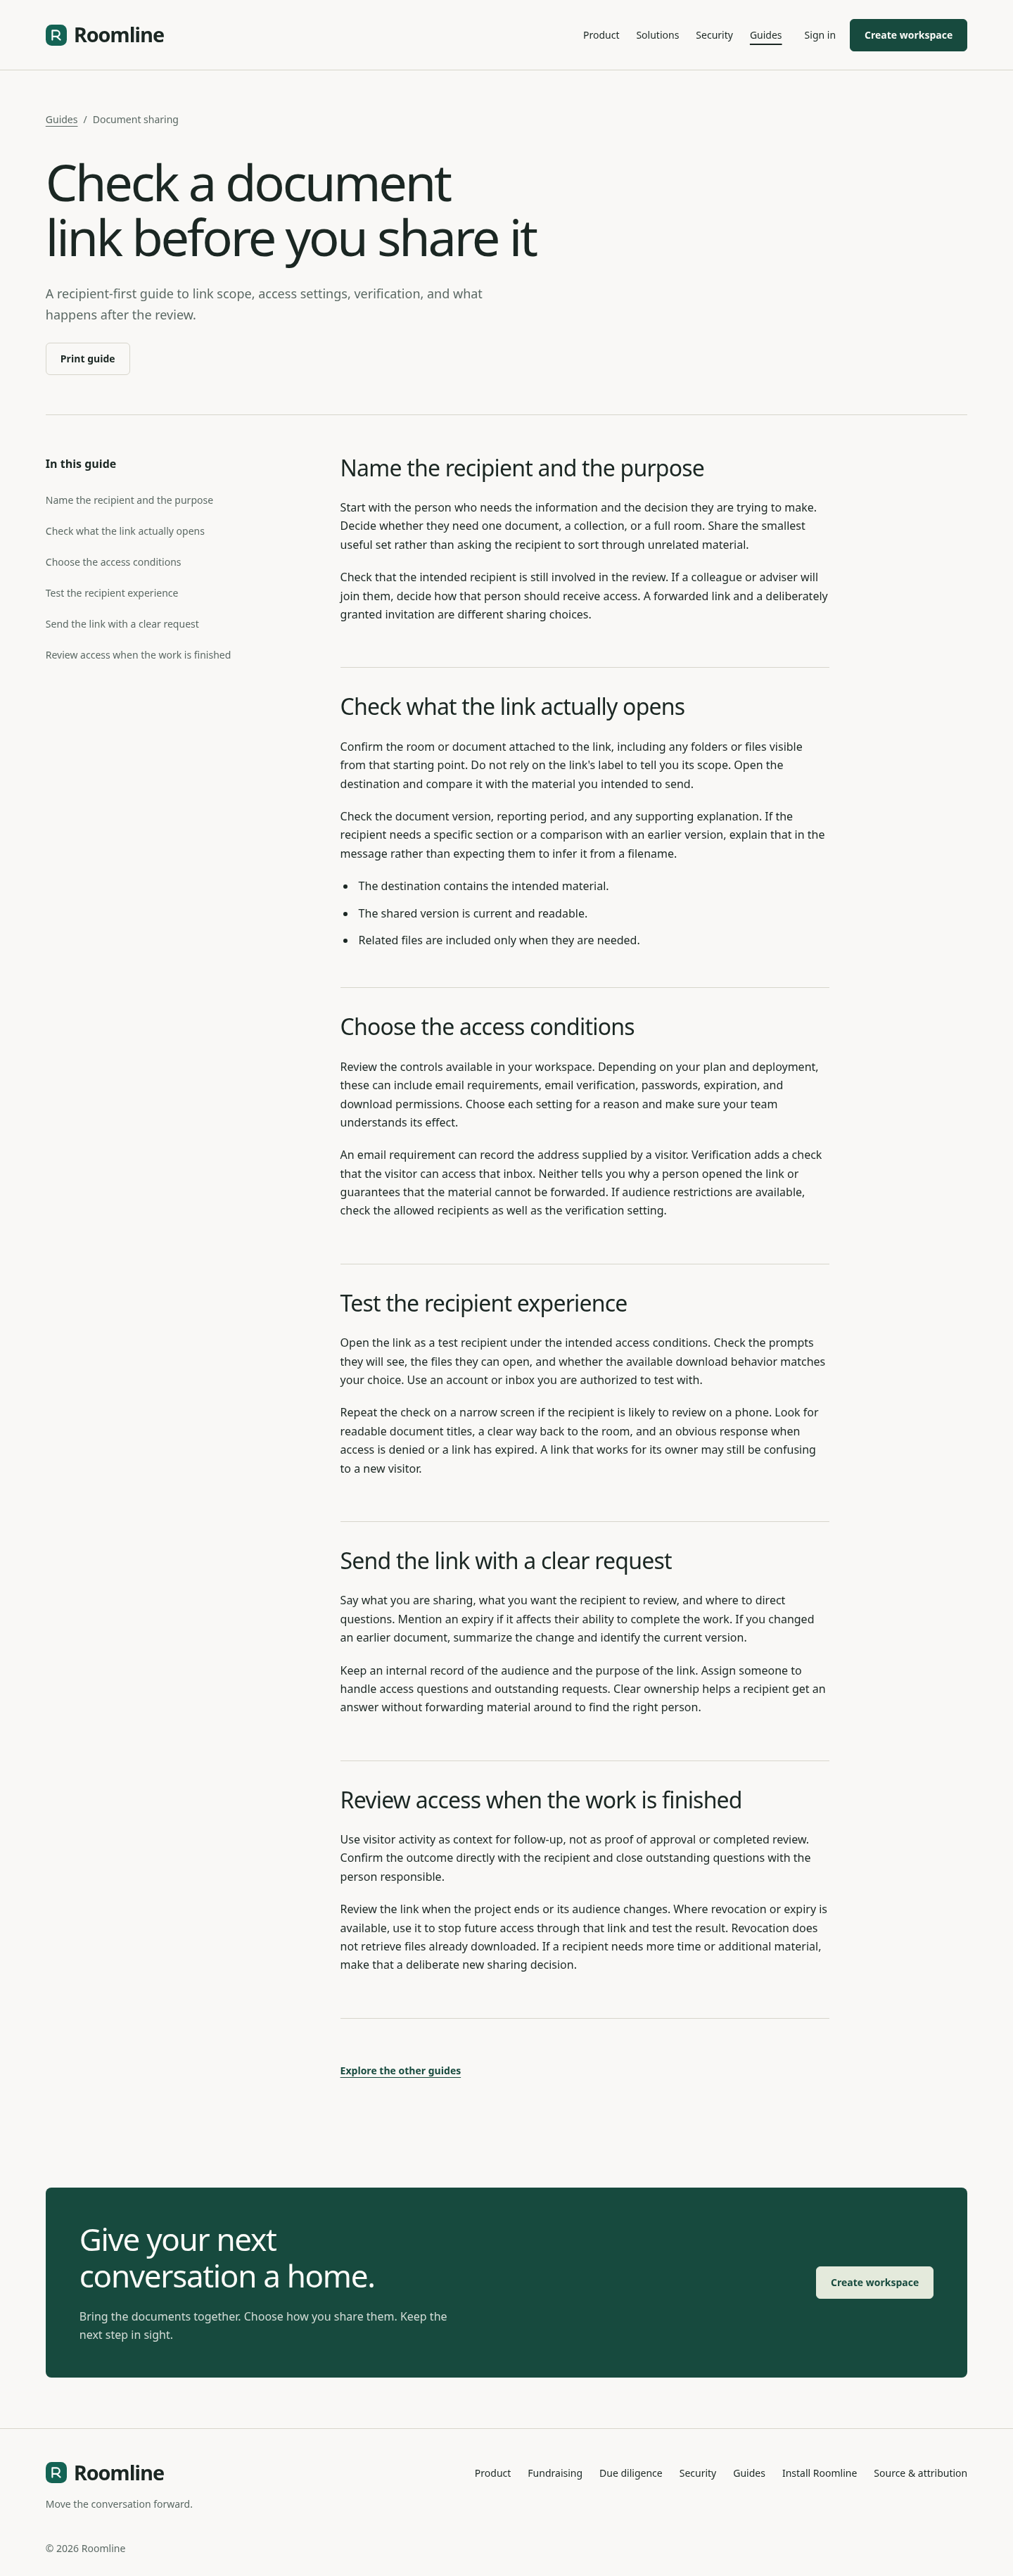 Roomline
Product Solutions Security Guides Sign in Create workspace
Guides / Document sharing
Check a document
link before you share it
A recipient-first guide to link scope, access settings, verification, and what
happens after the review.
Print guide
In this guide
Name the recipient and the purpose
Check what the link actually opens
Choose the access conditions
Test the recipient experience
Send the link with a clear request
Review access when the work is finished
Name the recipient and the purpose
Start with the person who needs the information and the decision they are trying to make.
Decide whether they need one document, a collection, or a full room. Share the smallest
useful set rather than asking the recipient to sort through unrelated material.
Check that the intended recipient is still involved in the review. If a colleague or adviser will
join them, decide how that person should receive access. A forwarded link and a deliberately
granted invitation are different sharing choices.
Check what the link actually opens
Confirm the room or document attached to the link, including any folders or files visible
from that starting point. Do not rely on the link's label to tell you its scope. Open the
destination and compare it with the material you intended to send.
Check the document version, reporting period, and any supporting explanation. If the
recipient needs a specific section or a comparison with an earlier version, explain that in the
message rather than expecting them to infer it from a filename.
• The destination contains the intended material.
• The shared version is current and readable.
• Related files are included only when they are needed.
Choose the access conditions
Review the controls available in your workspace. Depending on your plan and deployment,
these can include email requirements, email verification, passwords, expiration, and
download permissions. Choose each setting for a reason and make sure your team
understands its effect.
An email requirement can record the address supplied by a visitor. Verification adds a check
that the visitor can access that inbox. Neither tells you why a person opened the link or
guarantees that the material cannot be forwarded. If audience restrictions are available,
check the allowed recipients as well as the verification setting.
Test the recipient experience
Open the link as a test recipient under the intended access conditions. Check the prompts
they will see, the files they can open, and whether the available download behavior matches
your choice. Use an account or inbox you are authorized to test with.
Repeat the check on a narrow screen if the recipient is likely to review on a phone. Look for
readable document titles, a clear way back to the room, and an obvious response when
access is denied or a link has expired. A link that works for its owner may still be confusing
to a new visitor.
Send the link with a clear request
Say what you are sharing, what you want the recipient to review, and where to direct
questions. Mention an expiry if it affects their ability to complete the work. If you changed
an earlier document, summarize the change and identify the current version.
Keep an internal record of the audience and the purpose of the link. Assign someone to
handle access questions and outstanding requests. Clear ownership helps a recipient get an
answer without forwarding material around to find the right person.
Review access when the work is finished
Use visitor activity as context for follow-up, not as proof of approval or completed review.
Confirm the outcome directly with the recipient and close outstanding questions with the
person responsible.
Review the link when the project ends or its audience changes. Where revocation or expiry is
available, use it to stop future access through that link and test the result. Revocation does
not retrieve files already downloaded. If a recipient needs more time or additional material,
make that a deliberate new sharing decision.
Explore the other guides
Give your next
conversation a home.
Bring the documents together. Choose how you share them. Keep the
next step in sight.
Create workspace
Roomline
Product Fundraising Due diligence Security Guides Install Roomline Source & attribution
Move the conversation forward.
© 2026 Roomline